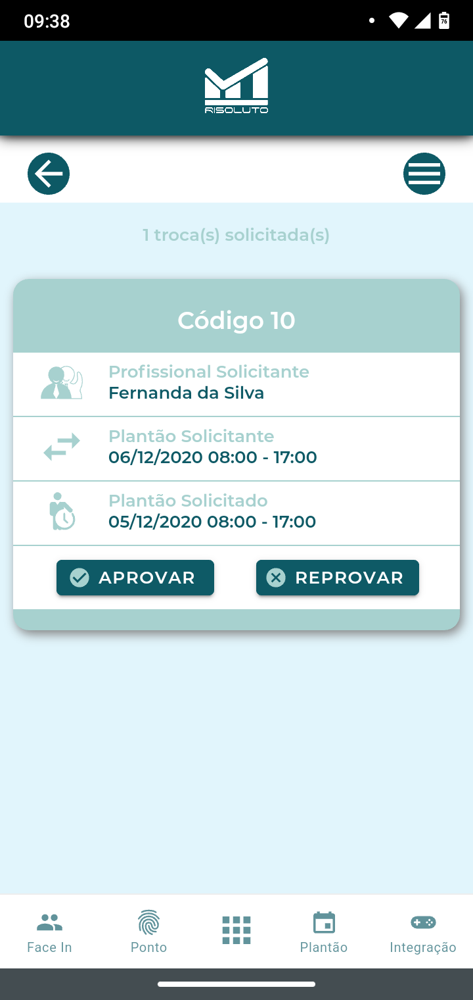 09:38
76
RISOLUTO
1 troca(s) solicitada(s)
Código 10
Profissional Solicitante
Fernanda da Silva
Plantão Solicitante
06/12/2020 08:00 - 17:00
Plantão Solicitado
05/12/2020 08:00 - 17:00
APROVAR REPROVAR
Face In Ponto Plantão Integração